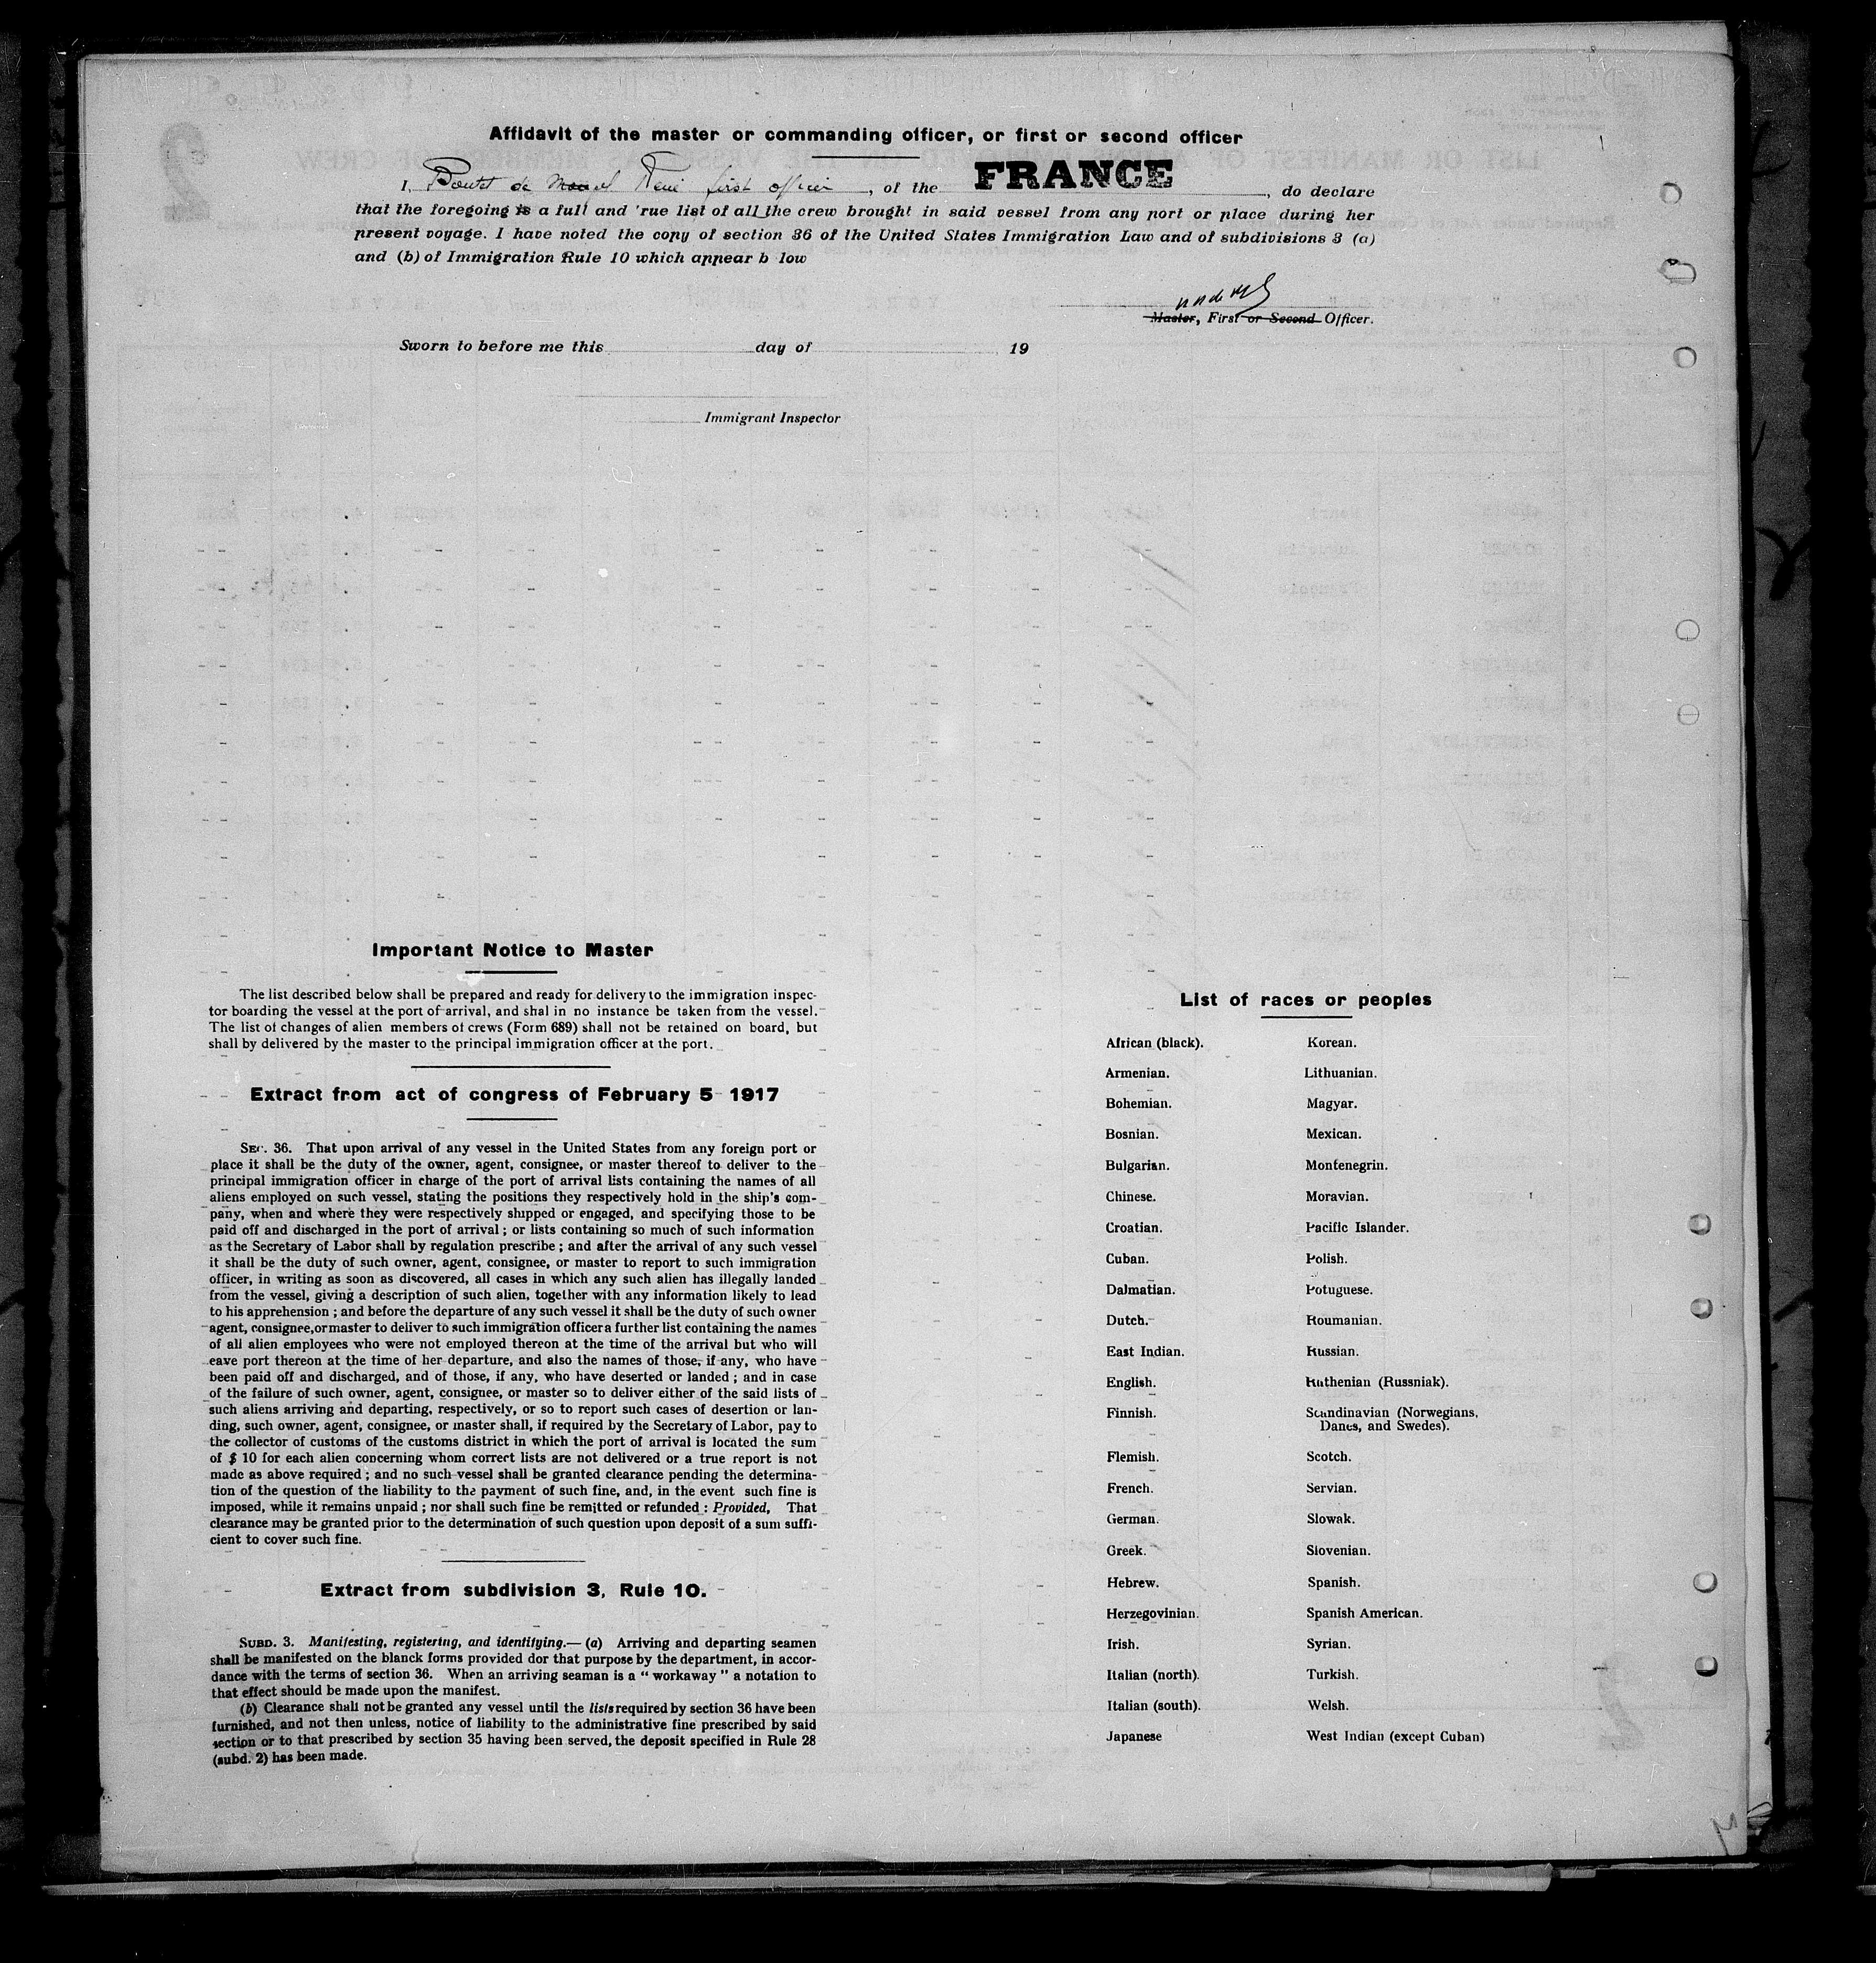 Affidavit of the master or commanding officer, or first or second officer
I, Boutet de Monvel René first officer, of the FRANCE, do declare
that the foregoing is a full and 'rue list of all the crew brought in said vessel from any port or place during her
present voyage. I have noted the copy of section 36 of the United States Immigration Law and of subdivisions 3 (a)
and (b) of Immigration Rule 10 which appear b low
Master, First or Second Officer.
Sworn to before me this day of 19
Immigrant Inspector
Important Notice to Master
The list described below shall be prepared and ready for delivery to the immigration inspec-
tor boarding the vessel at the port of arrival, and shal in no instance be taken from the vessel.
The list of changes of alien members of crews (Form 689) shall not be retained on board, but
shall by delivered by the master to the principal immigration officer at the port.
Extract from act of congress of February 5 1917
SEC. 36. That upon arrival of any vessel in the United States from any foreign port or
place it shall be the duty of the owner, agent, consignee, or master thereof to deliver to the
principal immigration officer in charge of the port of arrival lists containing the names of all
aliens employed on such vessel, stating the positions they respectively hold in the ship's com-
pany, when and where they were respectively shipped or engaged, and specifying those to be
paid off and discharged in the port of arrival ; or lists containing so much of such information
as the Secretary of Labor shall by regulation prescribe ; and after the arrival of any such vessel
it shall be the duty of such owner, agent, consignee, or master to report to such immigration
officer, in writing as soon as discovered, all cases in which any such alien has illegally landed
from the vessel, giving a description of such alien, together with any information likely to lead
to his apprehension ; and before the departure of any such vessel it shall be the duty of such owner
agent, consignee, or master to deliver to such immigration officer a further list containing the names
of all alien employees who were not employed thereon at the time of the arrival but who will
eave port thereon at the time of her departure, and also the names of those, if any, who have
been paid off and discharged, and of those, if any, who have deserted or landed ; and in case
of the failure of such owner, agent, consignee, or master so to deliver either of the said lists of
such aliens arriving and departing, respectively, or so to report such cases of desertion or lan-
ding, such owner, agent, consignee, or master shall, if required by the Secretary of Labor, pay to
the collector of customs of the customs district in which the port of arrival is located the sum
of $ 10 for each alien concerning whom correct lists are not delivered or a true report is not
made as above required ; and no such vessel shall be granted clearance pending the determina-
tion of the question of the liability to the payment of such fine, and, in the event such fine is
imposed, while it remains unpaid ; nor shall such fine be remitted or refunded : Provided, That
clearance may be granted prior to the determination of such question upon deposit of a sum suffi-
cient to cover such fine.
Extract from subdivision 3, Rule 10.
SUBD. 3. Manifesting, registering, and identifying.— (a) Arriving and departing seamen
shall be manifested on the blanck forms provided dor that purpose by the department, in accor-
dance with the terms of section 36. When an arriving seaman is a “ workaway ” a notation to
that effect should be made upon the manifest.
(b) Clearance shall not be granted any vessel until the lists required by section 36 have been
furnished, and not then unless, notice of liability to the administrative fine prescribed by said
section or to that prescribed by section 35 having been served, the deposit specified in Rule 28
(subd. 2) has been made.
List of races or peoples
African (black). Korean.
Armenian. Lithuanian.
Bohemian. Magyar.
Bosnian. Mexican.
Bulgarian. Montenegrin.
Chinese. Moravian.
Croatian. Pacific Islander.
Cuban. Polish.
Dalmatian. Potuguese.
Dutch. Roumanian.
East Indian. Russian.
English. Ruthenian (Russniak).
Finnish. Scandinavian (Norwegians,
Danes, and Swedes).
Flemish. Scotch.
French. Servian.
German. Slowak.
Greek. Slovenian.
Hebrew. Spanish.
Herzegovinian. Spanish American.
Irish. Syrian.
Italian (north). Turkish.
Italian (south). Welsh.
Japanese West Indian (except Cuban)